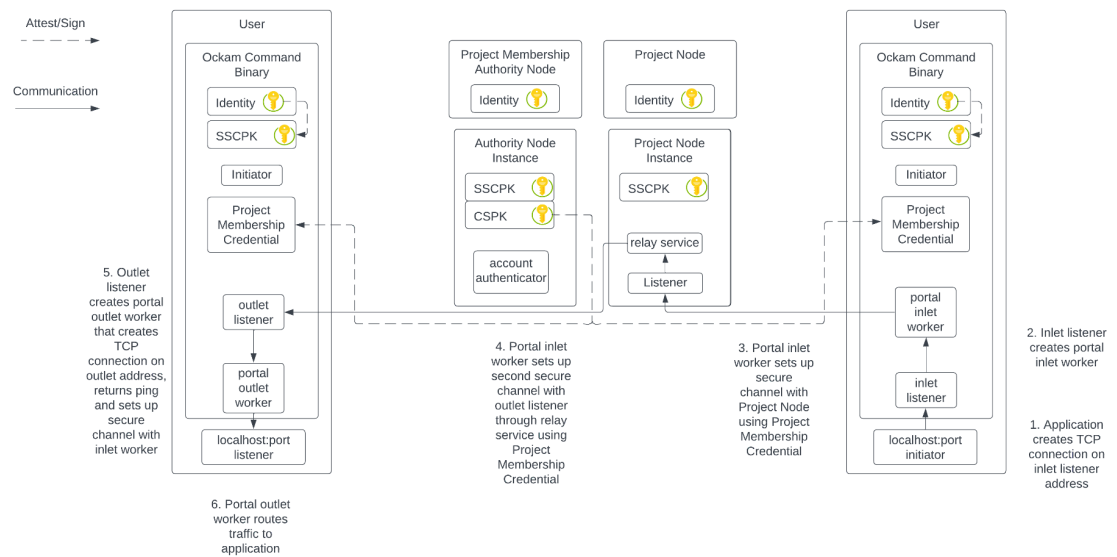 Attest/Sign
Communication
User
Ockam Command
Binary
Identity
SSCPK
Initiator
Project
Membership
Credential
outlet
listener
portal
outlet
worker
localhost:port
listener
5. Outlet
listener
creates portal
outlet worker
that creates
TCP
connection on
outlet address,
returns ping
and sets up
secure
channel with
inlet worker
6. Portal outlet
worker routes
traffic to
application
Project Membership
Authority Node
Identity
Project Node
Identity
Authority Node
Instance
SSCPK
CSPK
account
authenticator
Project Node
Instance
SSCPK
relay service
Listener
4. Portal inlet
worker sets up
second secure
channel with
outlet listener
through relay
service using
Project
Membership
Credential
3. Portal inlet
worker sets up
secure
channel with
Project Node
using Project
Membership
Credential
User
Ockam Command
Binary
Identity
SSCPK
Initiator
Project
Membership
Credential
portal
inlet
worker
inlet
listener
localhost:port
initiator
2. Inlet listener
creates portal
inlet worker
1. Application
creates TCP
connection on
inlet listener
address